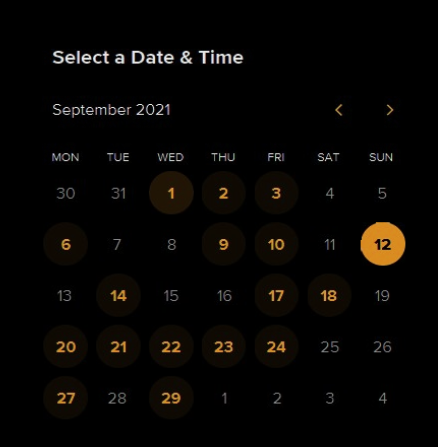 Select a Date & Time
September 2021 < >
MON TUE WED THU FRI SAT SUN
30 31 1 2 3 4 5
6 7 8 9 10 11 12
13 14 15 16 17 18 19
20 21 22 23 24 25 26
27 28 29 1 2 3 4